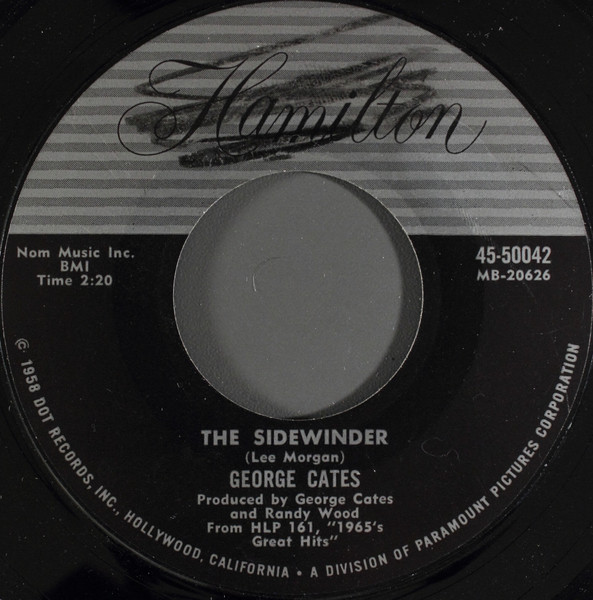 Hamilton
Nom Music Inc.
BMI
Time 2:20
45-50042
MB-20626
THE SIDEWINDER
(Lee Morgan)
GEORGE CATES
Produced by George Cates
and Randy Wood
From HLP 161, "1965's
Great Hits"
© 1958 DOT RECORDS, INC., HOLLYWOOD, CALIFORNIA • A DIVISION OF PARAMOUNT PICTURES CORPORATION